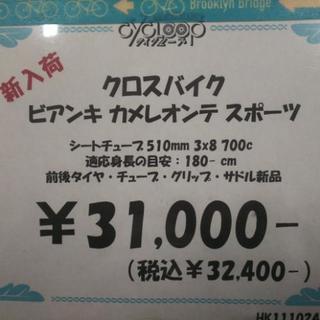 Brooklyn Bridge
cycloop
サイクエープ
新入荷
クロスバイク
ビアンキ カメレオンテ スポーツ
シートチューブ 510mm 3x8 700c
適応身長の目安：180- cm
前後タイヤ・チューブ・グリップ・サドル新品
￥31,000-
（税込￥32,400-）
HK111024